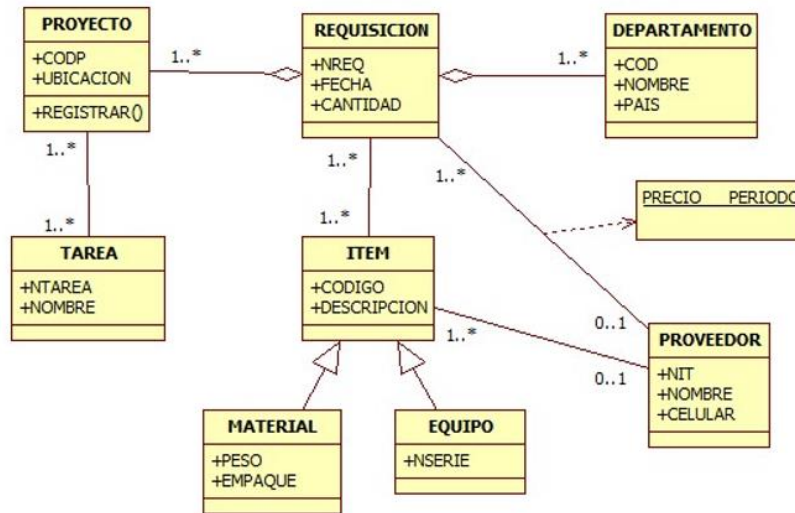 PROYECTO
+CODP
+UBICACION
+REGISTRAR()
1..*
REQUISICION
+NREQ
+FECHA
+CANTIDAD
1..*
DEPARTAMENTO
+COD
+NOMBRE
+PAIS
1..*
1..*
1..*
PRECIO PERIODO
1..*
1..*
TAREA
+NTAREA
+NOMBRE
ITEM
+CODIGO
+DESCRIPCION
1..*
0..1
0..1
PROVEEDOR
+NIT
+NOMBRE
+CELULAR
MATERIAL
+PESO
+EMPAQUE
EQUIPO
+NSERIE